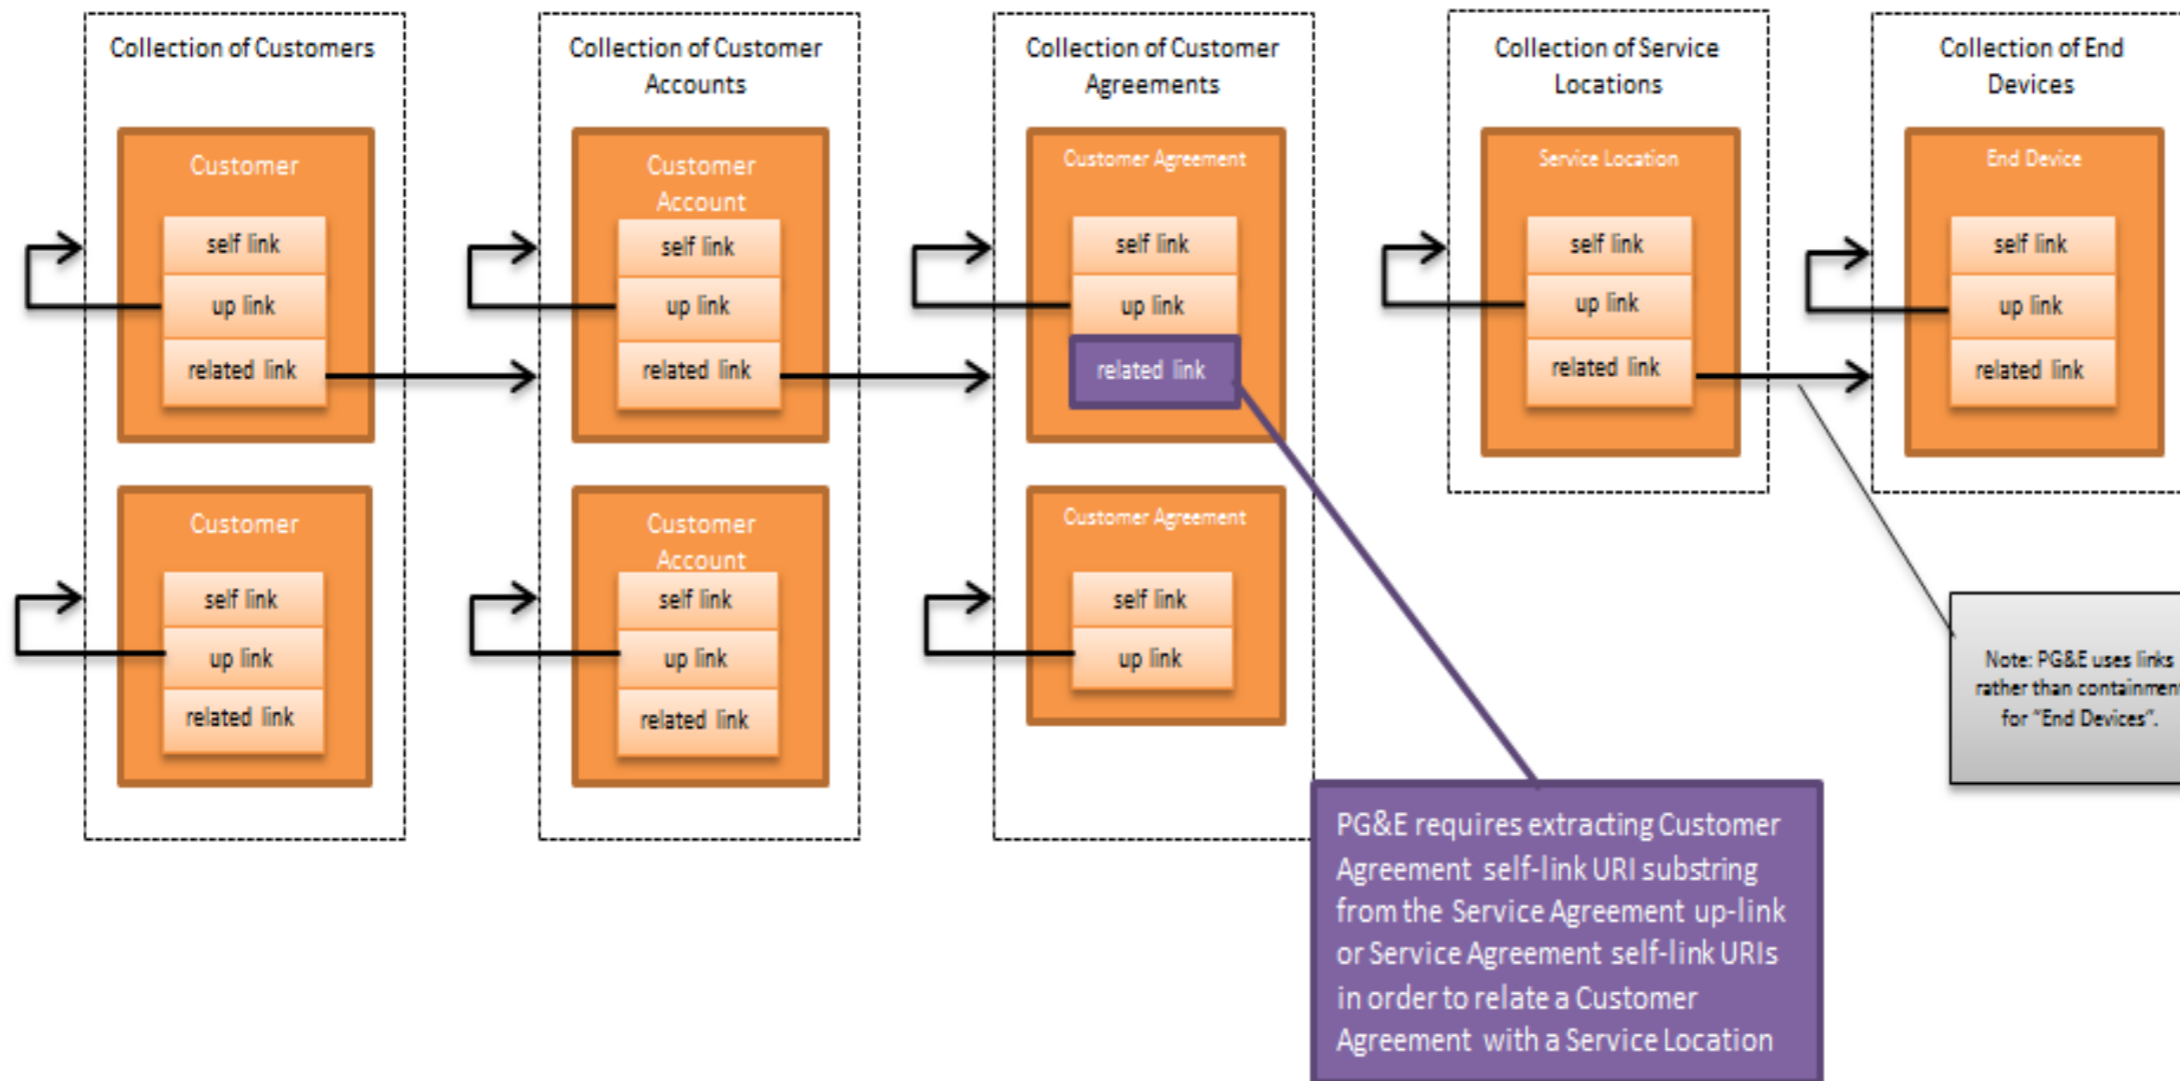 Collection of Customers
Customer
self link
up link
related link
Customer
self link
up link
related link
Collection of Customer
Accounts
Customer
Account
self link
up link
related link
Customer
Account
self link
up link
related link
Collection of Customer
Agreements
Customer Agreement
self link
up link
related link
Customer Agreement
self link
up link
Collection of Service
Locations
Service Location
self link
up link
related link
Collection of End
Devices
End Device
self link
up link
related link
Note: PG&E uses links
rather than containment
for “End Devices”.
PG&E requires extracting Customer
Agreement self-link URI substring
from the Service Agreement up-link
or Service Agreement self-link URIs
in order to relate a Customer
Agreement with a Service Location